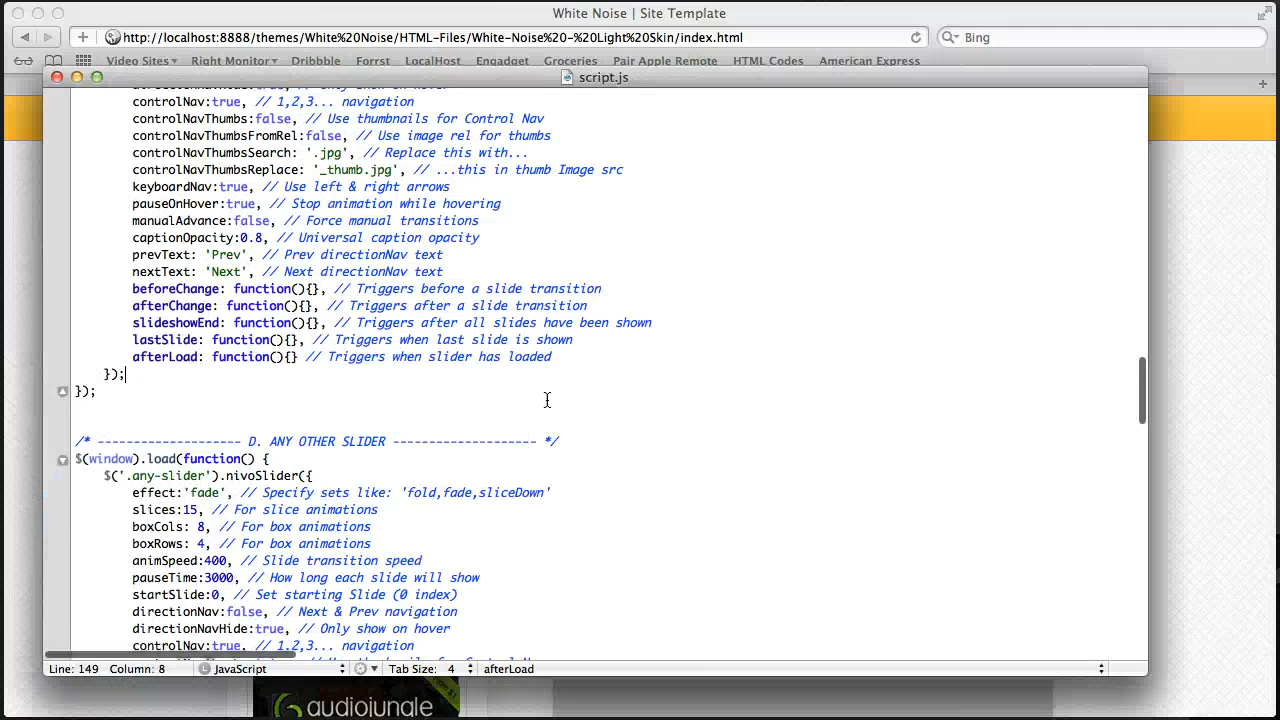 White Noise | Site Template
http://localhost:8888/themes/White%20Noise/HTML-Files/White-Noise%20-%20Light%20Skin/index.html
Bing
Video Sites Right Monitor Dribbble Forrst LocalHost Engadget Groceries Pair Apple Remote HTML Codes American Express
script.js
controlNav:true, // 1,2,3... navigation
controlNavThumbs:false, // Use thumbnails for Control Nav
controlNavThumbsFromRel:false, // Use image rel for thumbs
controlNavThumbsSearch: '.jpg', // Replace this with...
controlNavThumbsReplace: '_thumb.jpg', // ...this in thumb Image src
keyboardNav:true, // Use left & right arrows
pauseOnHover:true, // Stop animation while hovering
manualAdvance:false, // Force manual transitions
captionOpacity:0.8, // Universal caption opacity
prevText: 'Prev', // Prev directionNav text
nextText: 'Next', // Next directionNav text
beforeChange: function(){}, // Triggers before a slide transition
afterChange: function(){}, // Triggers after a slide transition
slideshowEnd: function(){}, // Triggers after all slides have been shown
lastSlide: function(){}, // Triggers when last slide is shown
afterLoad: function(){} // Triggers when slider has loaded
});
});
/* -------------------- D. ANY OTHER SLIDER -------------------- */
$(window).load(function() {
$('.any-slider').nivoSlider({
effect:'fade', // Specify sets like: 'fold,fade,sliceDown'
slices:15, // For slice animations
boxCols: 8, // For box animations
boxRows: 4, // For box animations
animSpeed:400, // Slide transition speed
pauseTime:3000, // How long each slide will show
startSlide:0, // Set starting Slide (0 index)
directionNav:false, // Next & Prev navigation
directionNavHide:true, // Only show on hover
controlNav:true, // 1,2,3... navigation
Line: 149 Column: 8 L JavaScript Tab Size: 4 afterLoad
audiojungle